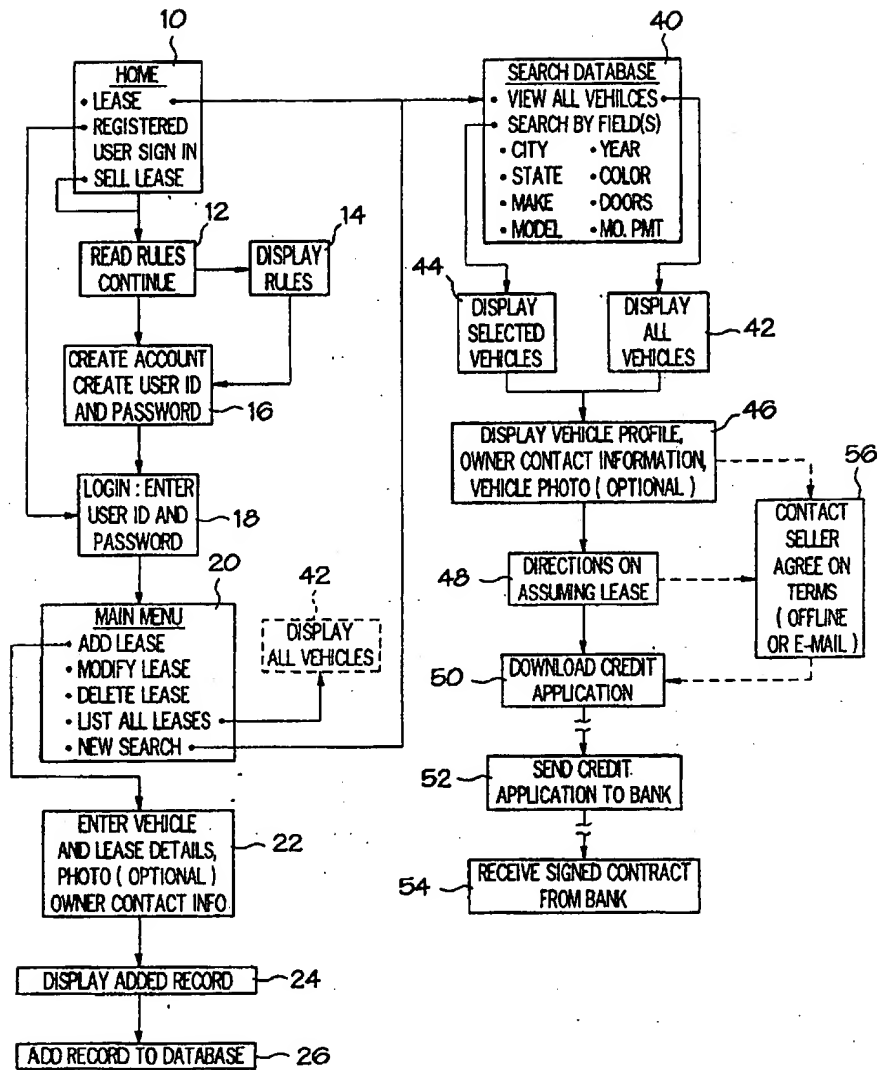 10
HOME
• LEASE
• REGISTERED
USER SIGN IN
• SELL LEASE
12
READ RULES
CONTINUE
14
DISPLAY
RULES
CREATE ACCOUNT
CREATE USER ID
AND PASSWORD
16
LOGIN : ENTER
USER ID AND
PASSWORD
18
20
MAIN MENU
• ADD LEASE
• MODIFY LEASE
• DELETE LEASE
• LIST ALL LEASES
• NEW SEARCH
42
DISPLAY
ALL VEHICLES
ENTER VEHICLE
AND LEASE DETAILS,
PHOTO ( OPTIONAL )
OWNER CONTACT INFO
22
DISPLAY ADDED RECORD
24
ADD RECORD TO DATABASE
26
40
SEARCH DATABASE
• VIEW ALL VEHILCES
• SEARCH BY FIELD(S)
• CITY • YEAR
• STATE • COLOR
• MAKE • DOORS
• MODEL • MO. PMT
44
DISPLAY
SELECTED
VEHICLES
DISPLAY
ALL
VEHICLES
42
46
DISPLAY VEHICLE PROFILE,
OWNER CONTACT INFORMATION,
VEHICLE PHOTO ( OPTIONAL )
56
CONTACT
SELLER
AGREE ON
TERMS
( OFFLINE
OR E-MAIL )
48
DIRECTIONS ON
ASSUMING LEASE
50
DOWNLOAD CREDIT
APPLICATION
52
SEND CREDIT
APPLICATION TO BANK
54
RECEIVE SIGNED CONTRACT
FROM BANK